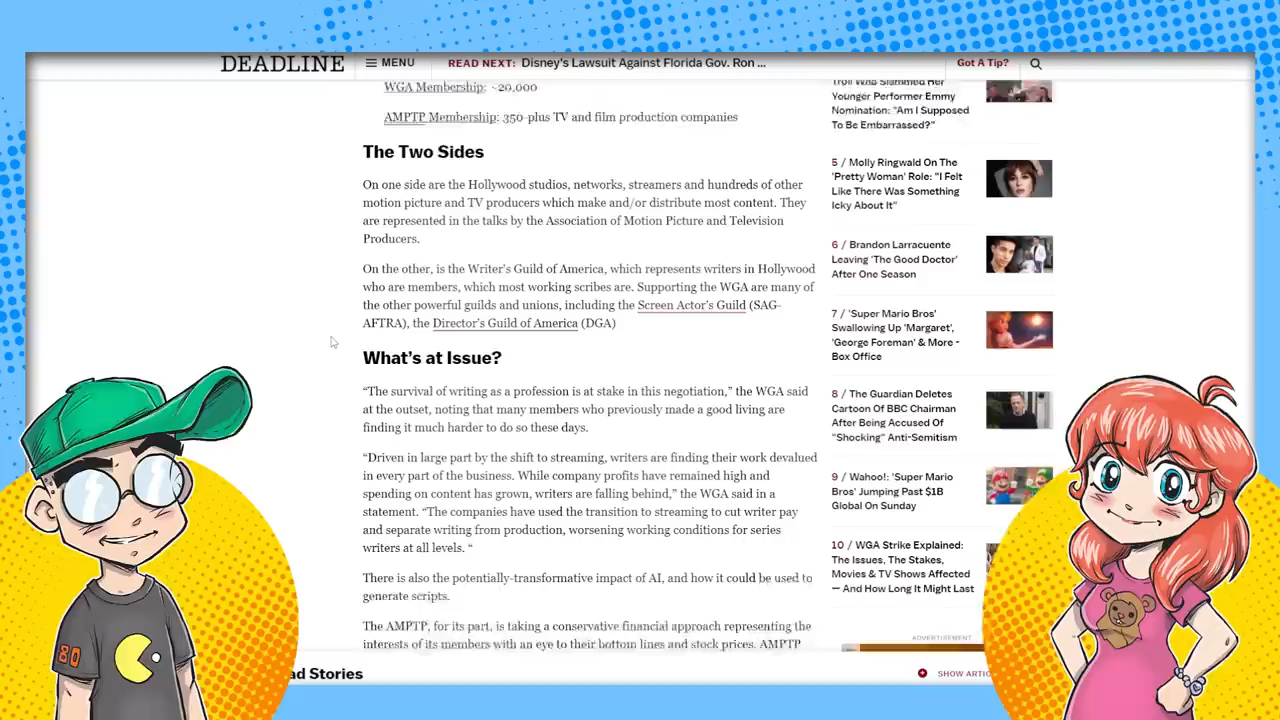 DEADLINE
MENU
READ NEXT: Disney's Lawsuit Against Florida Gov. Ron ...
Got A Tip?
WGA Membership: ~20,000
AMPTP Membership: 350-plus TV and film production companies
The Two Sides
On one side are the Hollywood studios, networks, streamers and hundreds of other
motion picture and TV producers which make and/or distribute most content. They
are represented in the talks by the Association of Motion Picture and Television
Producers.
On the other, is the Writer's Guild of America, which represents writers in Hollywood
who are members, which most working scribes are. Supporting the WGA are many of
the other powerful guilds and unions, including the Screen Actor's Guild (SAG-
AFTRA), the Director's Guild of America (DGA)
What's at Issue?
“The survival of writing as a profession is at stake in this negotiation,” the WGA said
at the outset, noting that many members who previously made a good living are
finding it much harder to do so these days.
“Driven in large part by the shift to streaming, writers are finding their work devalued
in every part of the business. While company profits have remained high and
spending on content has grown, writers are falling behind,” the WGA said in a
statement. “The companies have used the transition to streaming to cut writer pay
and separate writing from production, worsening working conditions for series
writers at all levels. “
There is also the potentially-transformative impact of AI, and how it could be used to
generate scripts.
The AMPTP, for its part, is taking a conservative financial approach representing the
interests of its members with an eye to their bottom lines and stock prices. AMPTP
Troll Who Slammed Her
Younger Performer Emmy
Nomination: "Am I Supposed
To Be Embarrassed?"
5 / Molly Ringwald On The
'Pretty Woman' Role: "I Felt
Like There Was Something
Icky About It"
6 / Brandon Larracuente
Leaving 'The Good Doctor'
After One Season
7 / 'Super Mario Bros'
Swallowing Up 'Margaret',
'George Foreman' & More -
Box Office
8 / The Guardian Deletes
Cartoon Of BBC Chairman
After Being Accused Of
"Shocking" Anti-Semitism
9 / Wahoo!: 'Super Mario
Bros' Jumping Past $1B
Global On Sunday
10 / WGA Strike Explained:
The Issues, The Stakes,
Movies & TV Shows Affected
— And How Long It Might Last
ADVERTISEMENT
ad Stories
SHOW ARTIC
80